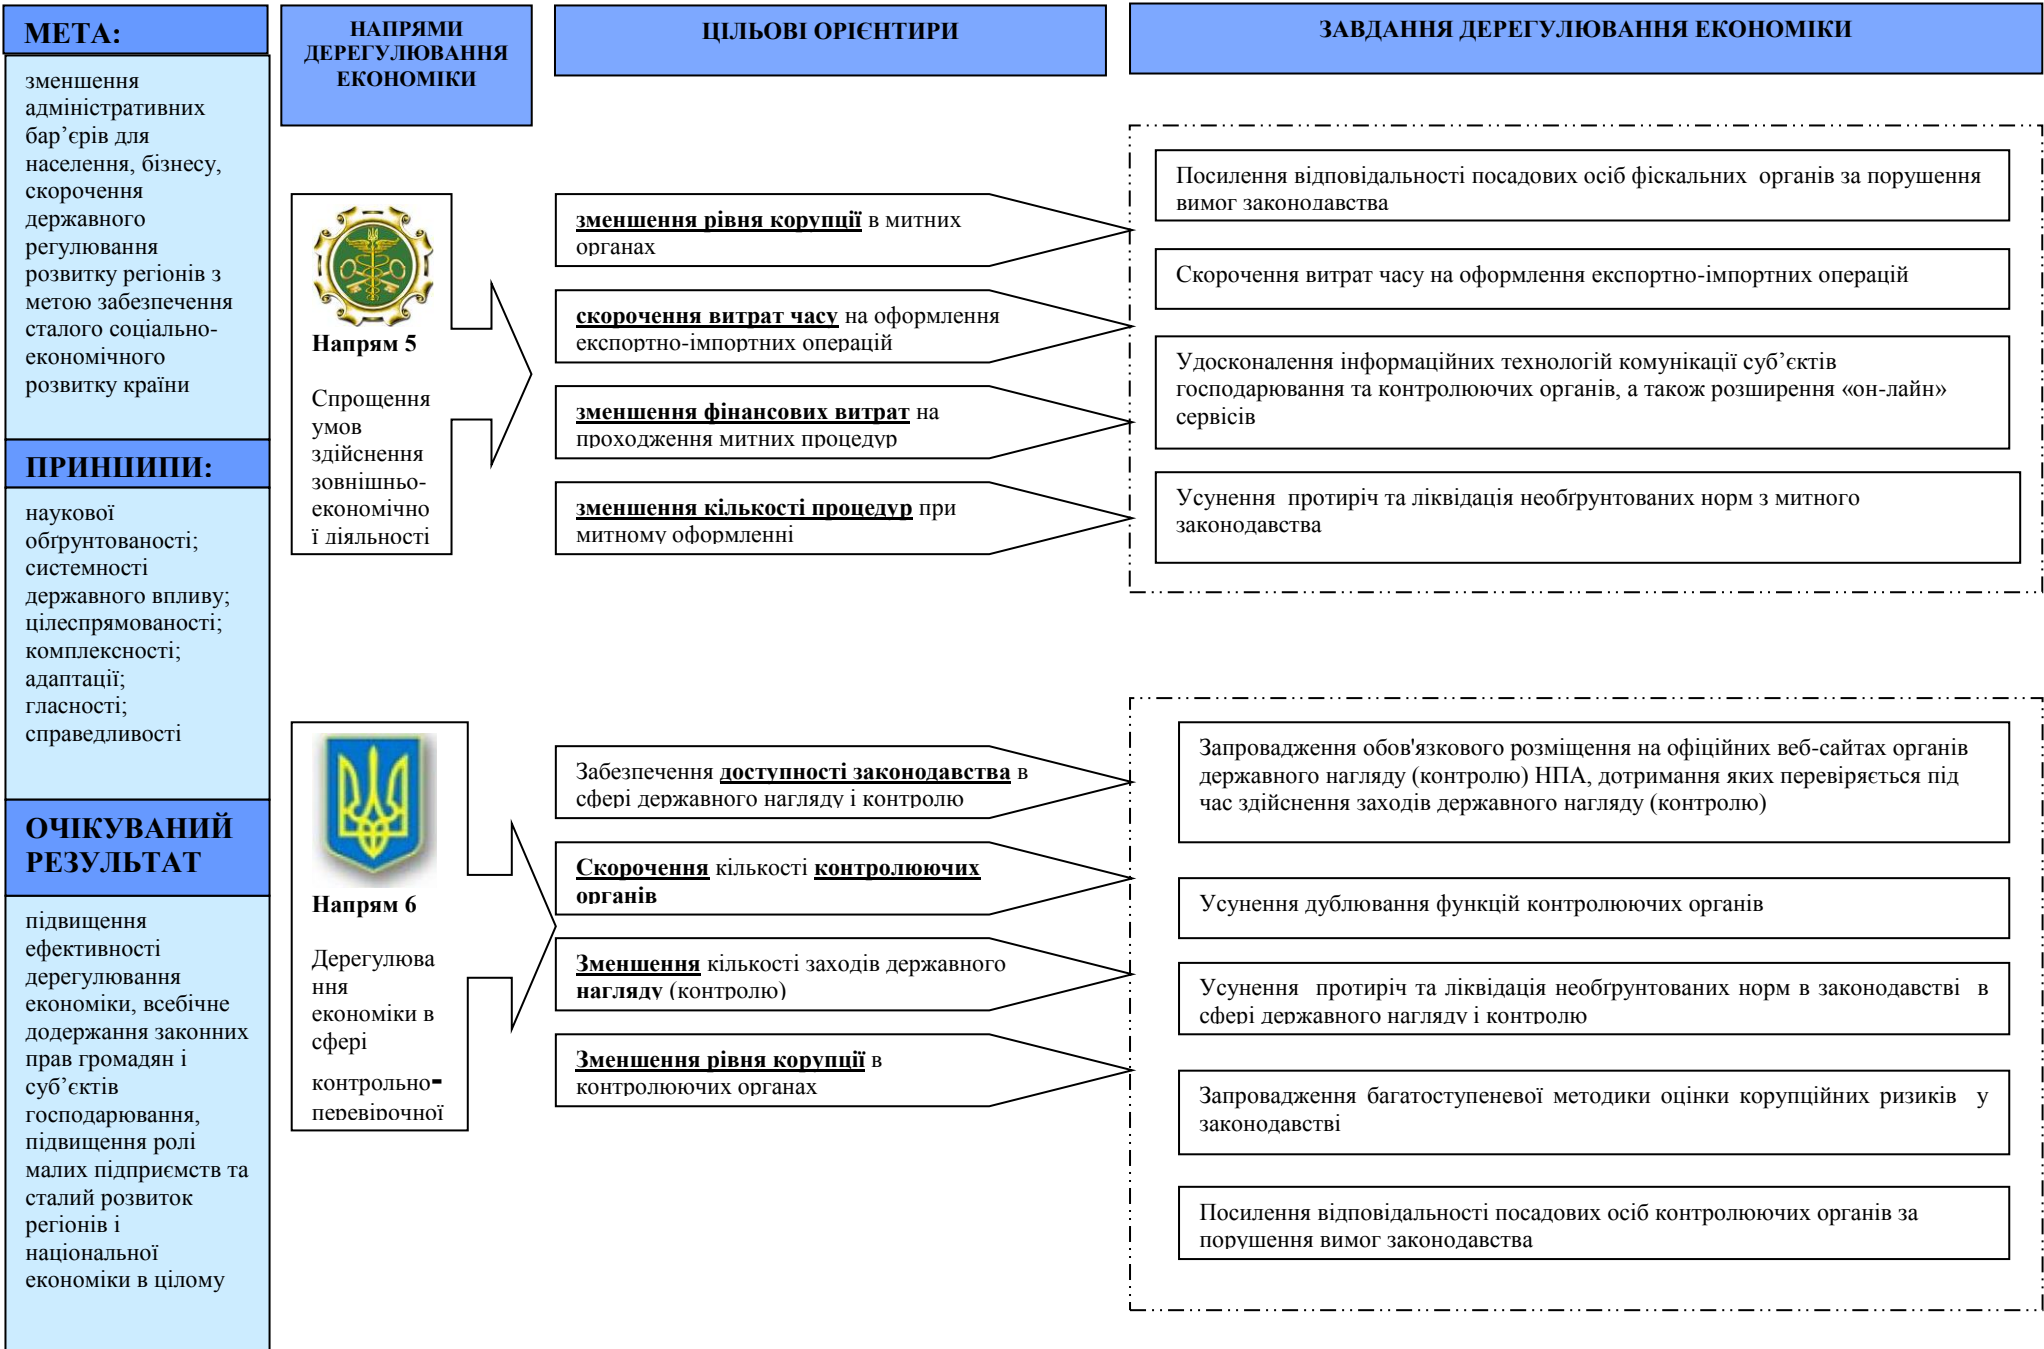 МЕТА:
зменшення
адміністративних
бар’єрів для
населення, бізнесу,
скорочення
державного
регулювання
розвитку регіонів з
метою забезпечення
сталого соціально-
економічного
розвитку країни
ПРИНЦИПИ:
наукової
обґрунтованості;
системності
державного впливу;
цілеспрямованості;
комплексності;
адаптації;
гласності;
справедливості
ОЧІКУВАНИЙ
РЕЗУЛЬТАТ
підвищення
ефективності
дерегулювання
економіки, всебічне
додержання законних
прав громадян і
суб’єктів
господарювання,
підвищення ролі
малих підприємств та
сталий розвиток
регіонів і
національної
економіки в цілому
НАПРЯМИ
ДЕРЕГУЛЮВАННЯ
ЕКОНОМІКИ
ЦІЛЬОВІ ОРІЄНТИРИ
ЗАВДАННЯ ДЕРЕГУЛЮВАННЯ ЕКОНОМІКИ
Напрям 5
Спрощення
умов
здійснення
зовнішньо-
економічно
ї діяльності
зменшення рівня корупції в митних
органах
скорочення витрат часу на оформлення
експортно-імпортних операцій
зменшення фінансових витрат на
проходження митних процедур
зменшення кількості процедур при
митному оформленні
Посилення відповідальності посадових осіб фіскальних  органів за порушення
вимог законодавства
Скорочення витрат часу на оформлення експортно-імпортних операцій
Удосконалення інформаційних технологій комунікації суб’єктів
господарювання та контролюючих органів, а також розширення «он-лайн»
сервісів
Усунення  протиріч та ліквідація необґрунтованих норм з митного
законодавства
Напрям 6
Дерегулюва
ння
економіки в
сфері
контрольно-
перевірочної
Забезпечення доступності законодавства в
сфері державного нагляду і контролю
Скорочення кількості контролюючих
органів
Зменшення кількості заходів державного
нагляду (контролю)
Зменшення рівня корупції в
контролюючих органах
Запровадження обов'язкового розміщення на офіційних веб-сайтах органів
державного нагляду (контролю) НПА, дотримання яких перевіряється під
час здійснення заходів державного нагляду (контролю)
Усунення дублювання функцій контролюючих органів
Усунення  протиріч та ліквідація необґрунтованих норм в законодавстві  в
сфері державного нагляду і контролю
Запровадження багатоступеневої методики оцінки корупційних ризиків  у
законодавстві
Посилення відповідальності посадових осіб контролюючих органів за
порушення вимог законодавства